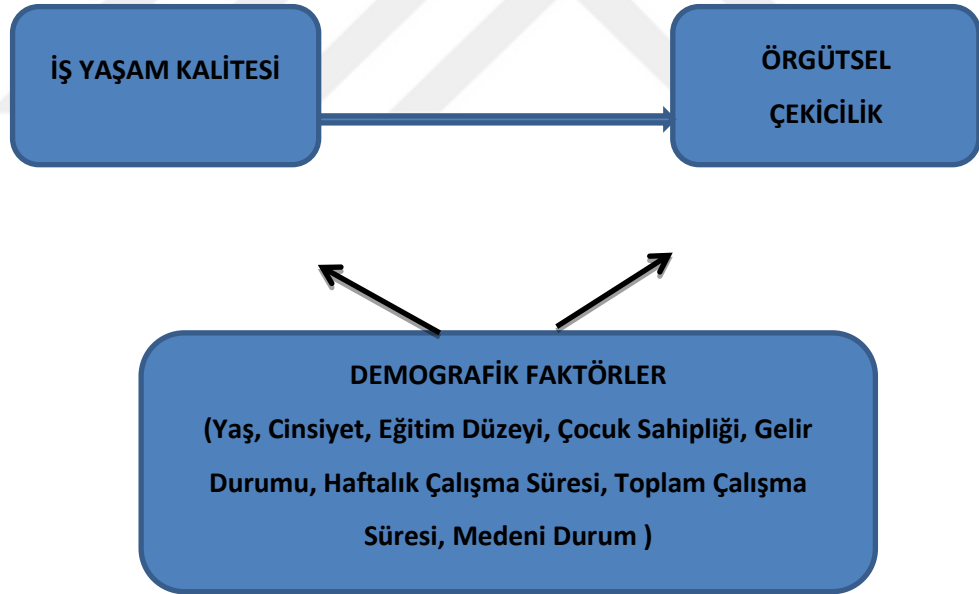 İŞ YAŞAM KALİTESİ
ÖRGÜTSEL
ÇEKİCİLİK
DEMOGRAFİK FAKTÖRLER
(Yaş, Cinsiyet, Eğitim Düzeyi, Çocuk Sahipliği, Gelir
Durumu, Haftalık Çalışma Süresi, Toplam Çalışma
Süresi, Medeni Durum )